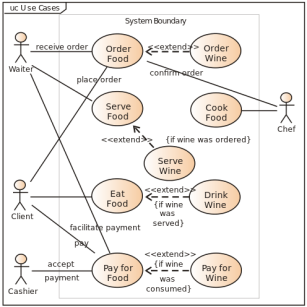 uc Use Cases
System Boundary
receive order
Order
Food
<<extend>>
Order
Wine
Waiter
place order
confirm order
Serve
Food
Cook
Food
Chef
<<extend>>
{if wine was ordered}
Serve
Wine
Client
Eat
Food
<<extend>>
{if wine
was
served}
Drink
Wine
facilitate payment
pay
Cashier
accept
payment
Pay for
Food
<<extend>>
{if wine
was
consumed}
Pay for
Wine